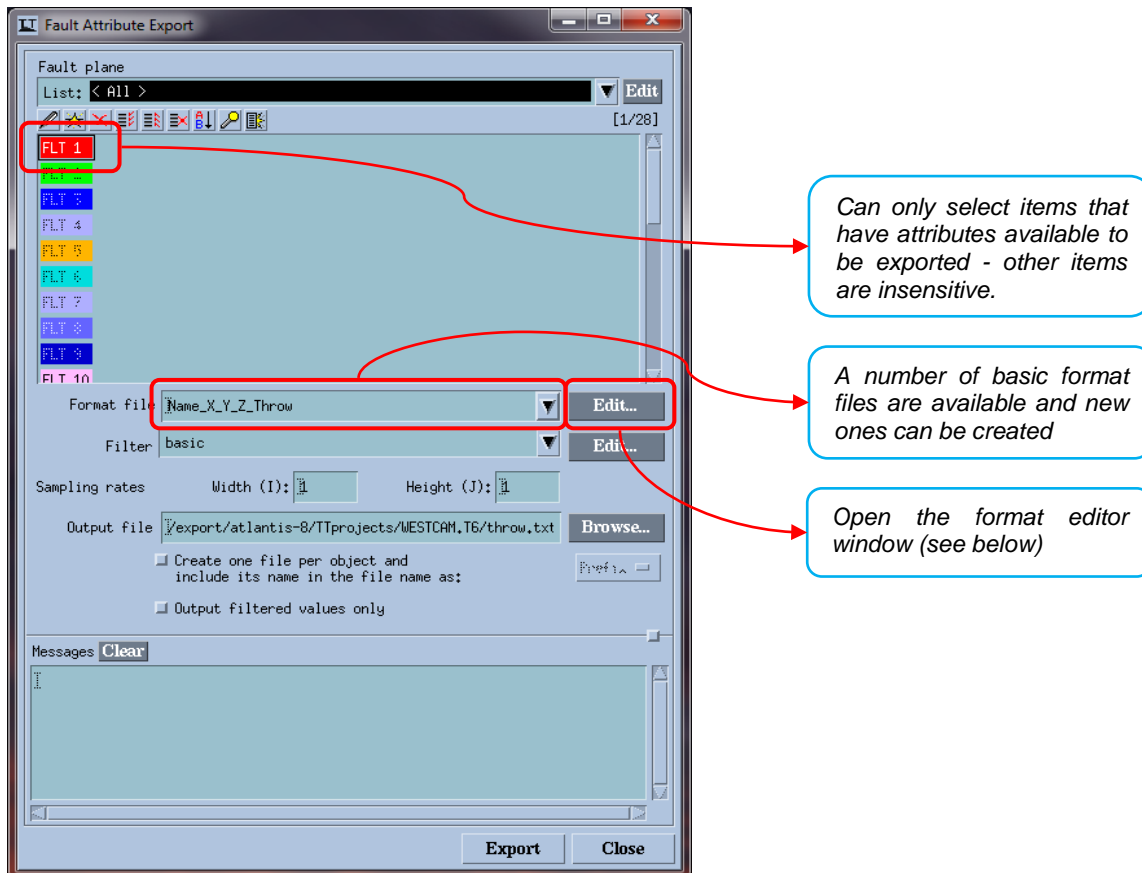 Fault Attribute Export
Fault plane
List: < All >
Edit
[1/28]
FLT 1
FLT 2
FLT 3
FLT 4
FLT 5
FLT 6
FLT 7
FLT 8
FLT 9
FLT 10
Format file Name_X_Y_Z_Throw Edit...
Filter basic Edit...
Sampling rates Width (I): 1 Height (J): 1
Output file /export/atlantis-8/TTprojects/WESTCAM.T6/throw.txt Browse...
Create one file per object and
include its name in the file name as:
Prefix
Output filtered values only
Messages Clear
Export Close
Can only select items that
have attributes available to
be exported - other items
are insensitive.
A number of basic format
files are available and new
ones can be created
Open the format editor
window (see below)